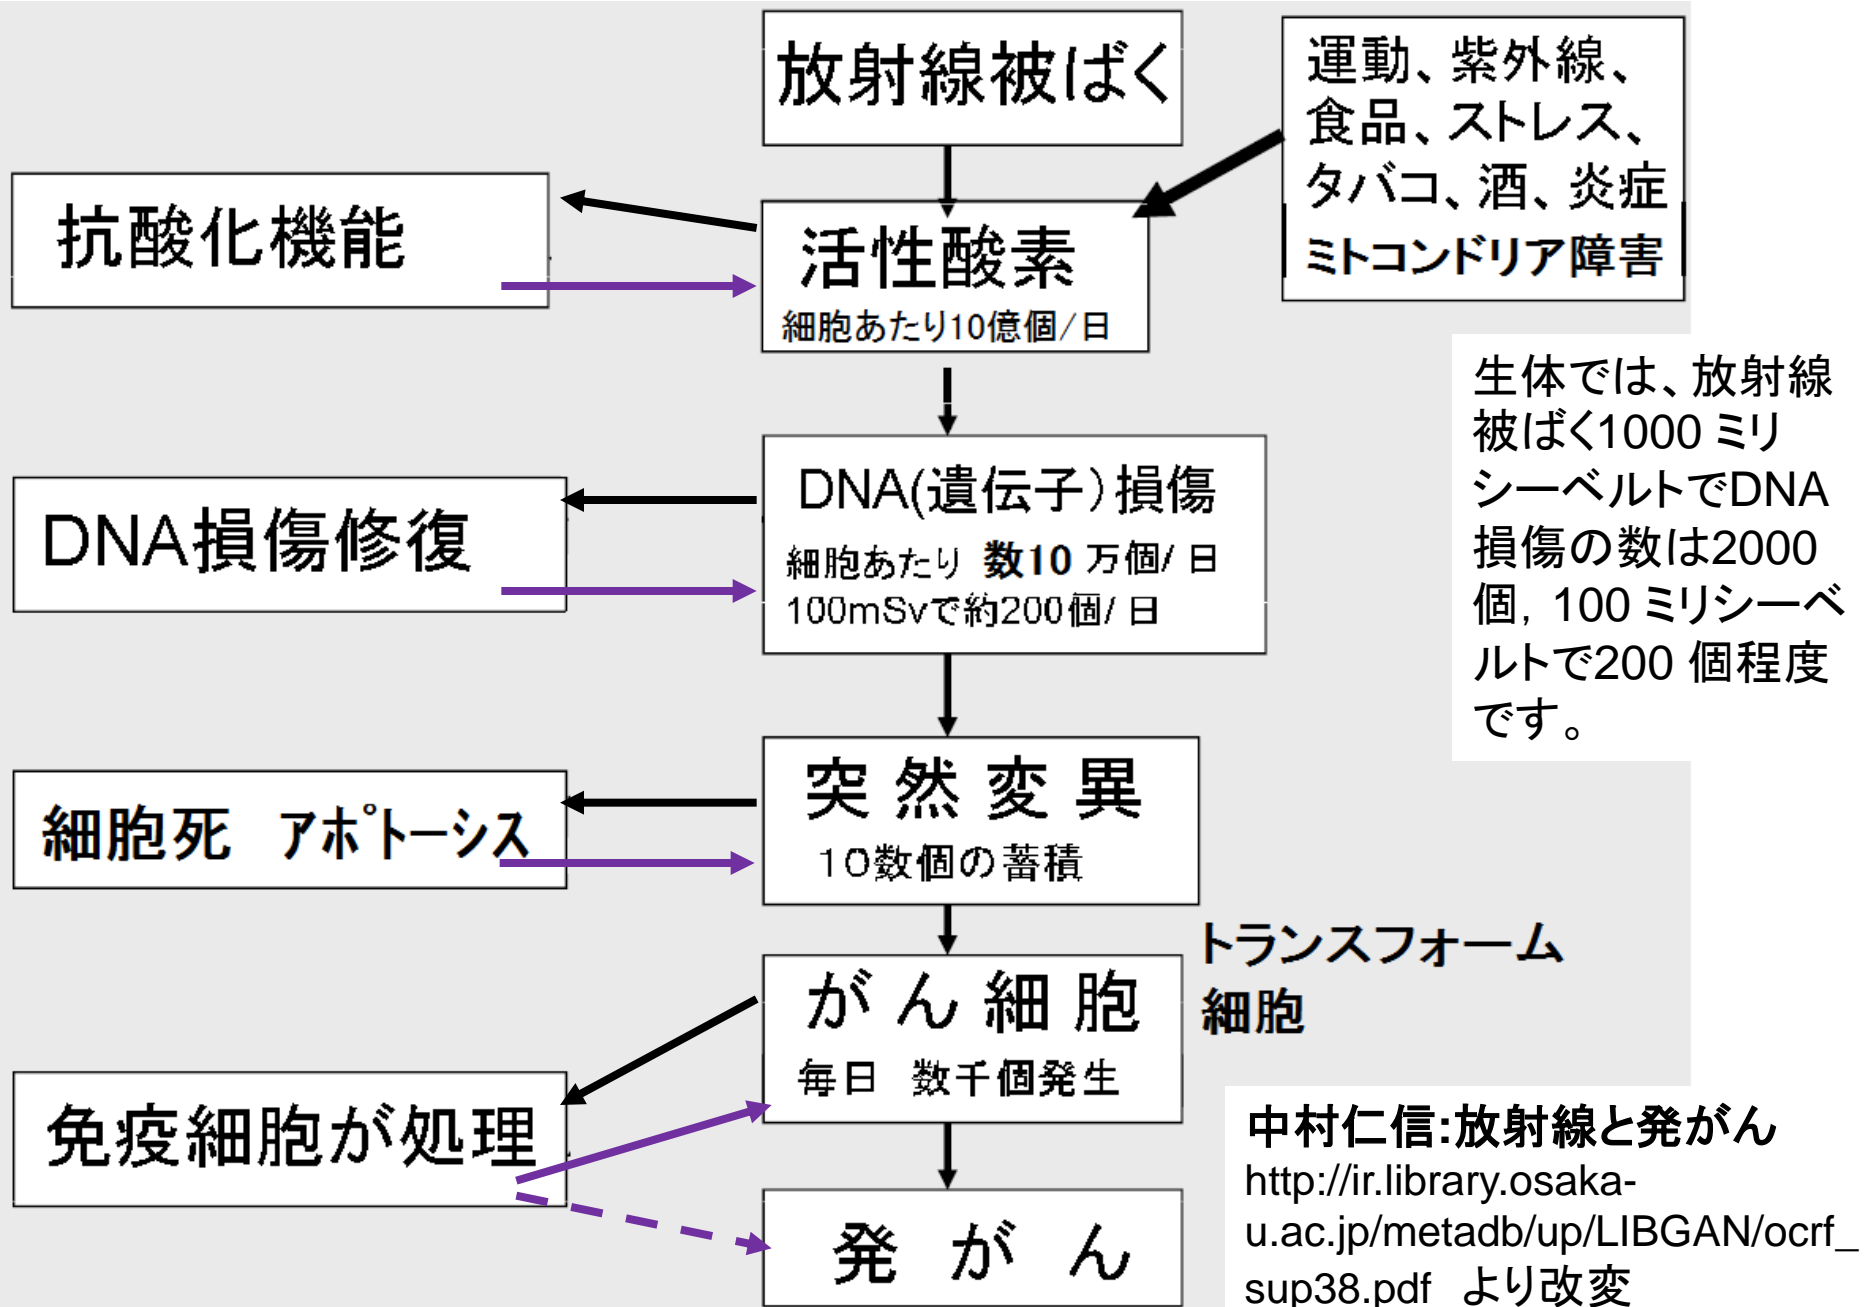 放射線被ばく
運動、紫外線、
食品、ストレス、
タバコ、酒、炎症
ミトコンドリア障害
抗酸化機能
活性酸素
細胞あたり10億個/日
生体では、放射線
被ばく1000 ミリ
シーベルトでDNA
損傷の数は2000
個, 100 ミリシーベ
ルトで200 個程度
です。
DNA損傷修復
DNA(遺伝子)損傷
細胞あたり 数10 万個/ 日
100mSvで約200個/ 日
細胞死 アポトーシス
突 然 変 異
10数個の蓄積
トランスフォーム
細胞
が ん 細 胞
毎日 数千個発生
免疫細胞が処理
発 が ん
中村仁信:放射線と発がん
http://ir.library.osaka-
u.ac.jp/metadb/up/LIBGAN/ocrf_
sup38.pdf より改変